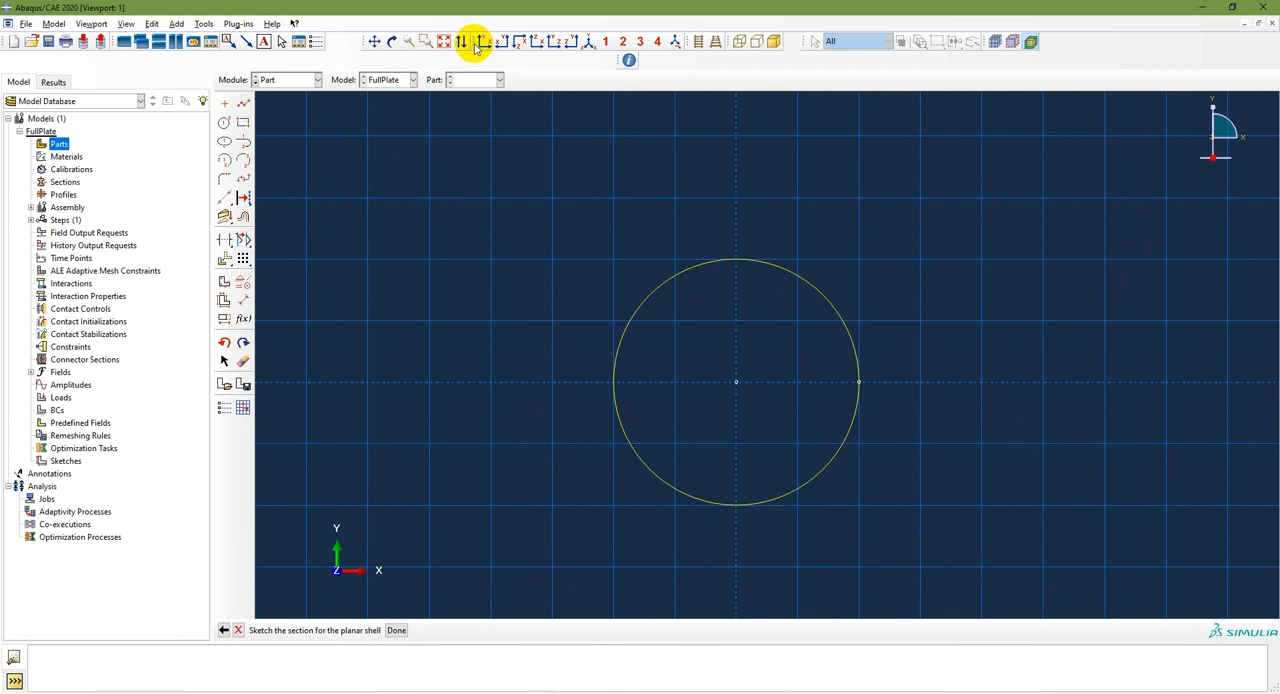 Abaqus/CAE 2020 [Viewport: 1]
File Model Viewport View Edit Add Tools Plug-ins Help
A 1 2 3 4 All
Model Results Module: Part Model: FullPlate Part:
Model Database
Models (1)
FullPlate
Parts
Materials
Calibrations
Sections
Profiles
Assembly
Steps (1)
Field Output Requests
History Output Requests
Time Points
ALE Adaptive Mesh Constraints
Interactions
Interaction Properties
Contact Controls
Contact Initializations
Contact Stabilizations
Constraints
Connector Sections
Fields
Amplitudes
Loads
BCs
Predefined Fields
Remeshing Rules
Optimization Tasks
Sketches
Annotations
Analysis
Jobs
Adaptivity Processes
Co-executions
Optimization Processes
f(x)
Y
X
Y
Z X
Sketch the section for the planar shell Done
SIMULIA
>>>